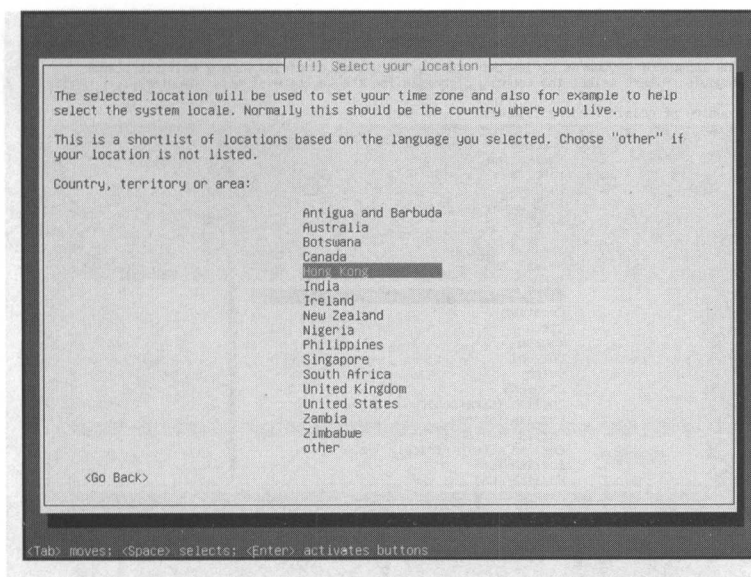 [!!] Select your location
The selected location will be used to set your time zone and also for example to help
select the system locale. Normally this should be the country where you live.
This is a shortlist of locations based on the language you selected. Choose "other" if
your location is not listed.
Country, territory or area:
Antigua and Barbuda
Australia
Botswana
Canada
Hong Kong
India
Ireland
New Zealand
Nigeria
Philippines
Singapore
South Africa
United Kingdom
United States
Zambia
Zimbabwe
other
<Go Back>
<Tab> moves; <Space> selects; <Enter> activates buttons